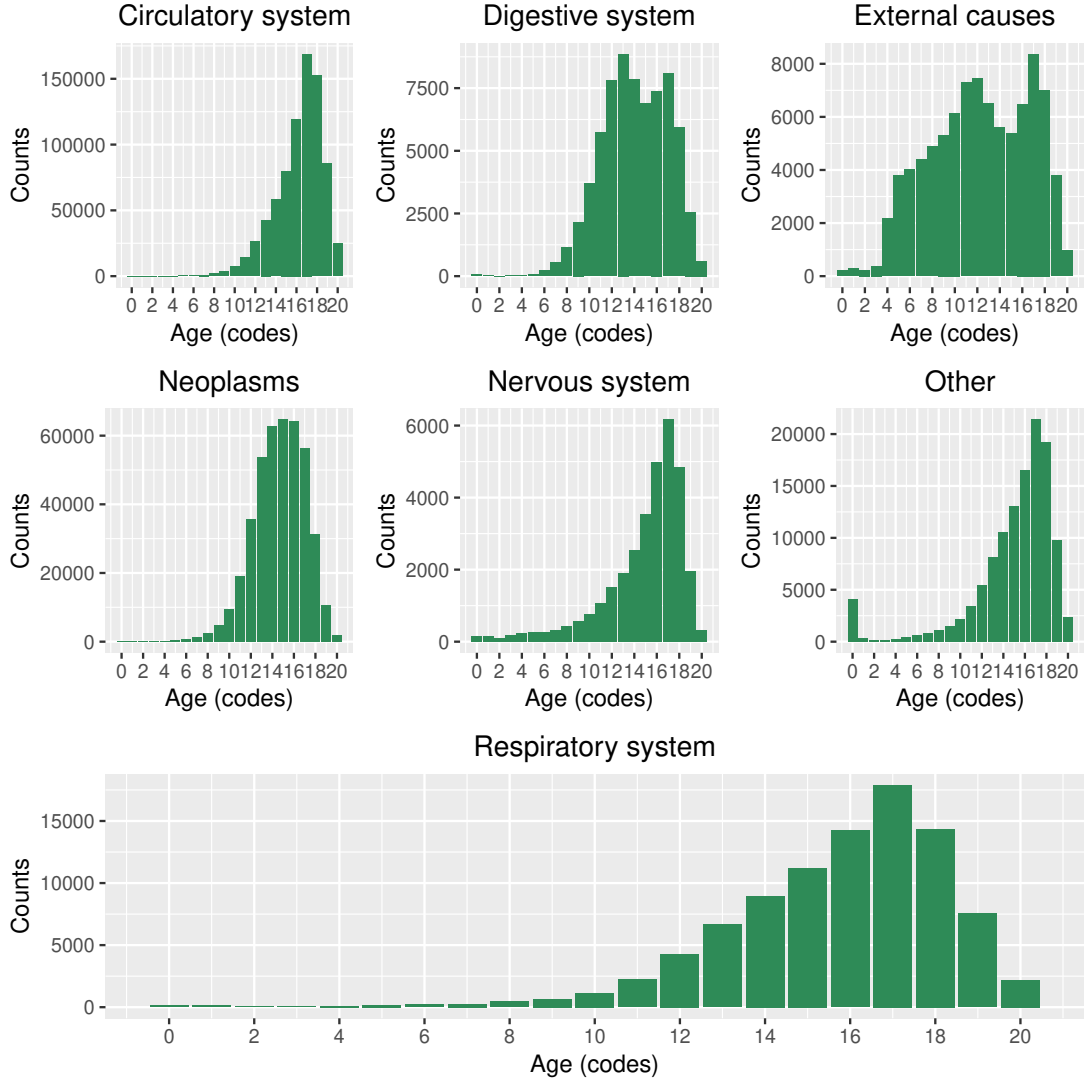 Circulatory system
Digestive system
External causes
150000
100000
50000
0
Counts
0 2 4 6 8 10 12 14 16 18 20
Age (codes)
7500
5000
2500
0
Counts
0 2 4 6 8 10 12 14 16 18 20
Age (codes)
8000
6000
4000
2000
0
Counts
0 2 4 6 8 10 12 14 16 18 20
Age (codes)
Neoplasms
Nervous system
Other
60000
40000
20000
0
Counts
0 2 4 6 8 10 12 14 16 18 20
Age (codes)
6000
4000
2000
0
Counts
0 2 4 6 8 10 12 14 16 18 20
Age (codes)
20000
15000
10000
5000
0
Counts
0 2 4 6 8 10 12 14 16 18 20
Age (codes)
Respiratory system
15000
10000
5000
0
Counts
0 2 4 6 8 10 12 14 16 18 20
Age (codes)